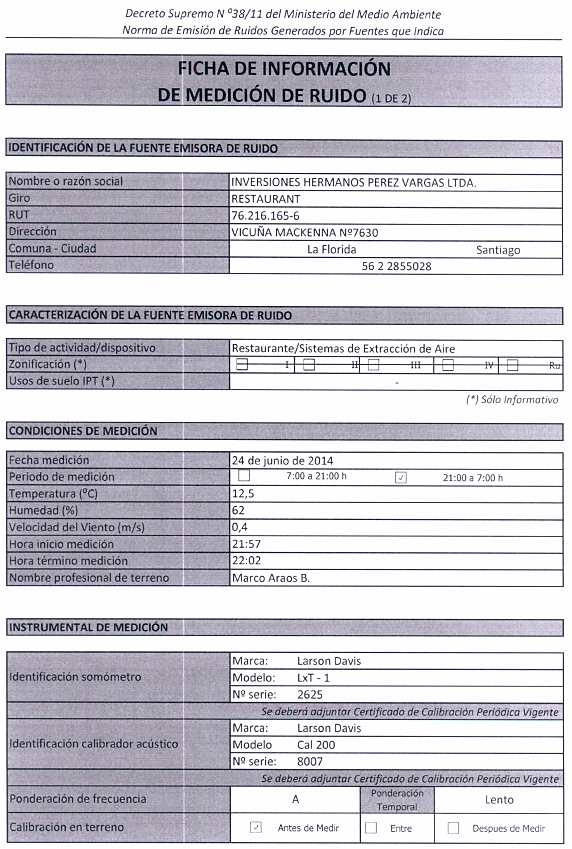 Decreto Supremo N º38/11 del Ministerio del Medio Ambiente
Norma de Emisión de Ruidos Generados por Fuentes que Indica
FICHA DE INFORMACIÓN
DE MEDICIÓN DE RUIDO (1 DE 2)
IDENTIFICACIÓN DE LA FUENTE EMISORA DE RUIDO
Nombre o razón social INVERSIONES HERMANOS PEREZ VARGAS LTDA.
Giro RESTAURANT
RUT 76.216.165-6
Dirección VICUÑA MACKENNA Nº7630
Comuna - Ciudad La Florida Santiago
Teléfono 56 2 2855028
CARACTERIZACIÓN DE LA FUENTE EMISORA DE RUIDO
Tipo de actividad/dispositivo Restaurante/Sistemas de Extracción de Aire
Zonificación (*) I II III IV Ru
Usos de suelo IPT (*) -
(*) Sólo Informativo
CONDICIONES DE MEDICIÓN
Fecha medición 24 de junio de 2014
Periodo de medición 7:00 a 21:00 h ✓ 21:00 a 7:00 h
Temperatura (ºC) 12,5
Humedad (%) 62
Velocidad del Viento (m/s) 0,4
Hora inicio medición 21:57
Hora término medición 22:02
Nombre profesional de terreno Marco Araos B.
INSTRUMENTAL DE MEDICIÓN
Identificación somómetro
Marca: Larson Davis
Modelo: LxT - 1
Nº serie: 2625
Se deberá adjuntar Certificado de Calibración Periódica Vigente
Identificación calibrador acústico
Marca: Larson Davis
Modelo Cal 200
Nº serie: 8007
Se deberá adjuntar Certificado de Calibración Periódica Vigente
Ponderación de frecuencia A Ponderación Temporal Lento
Calibración en terreno ✓ Antes de Medir Entre Despues de Medir